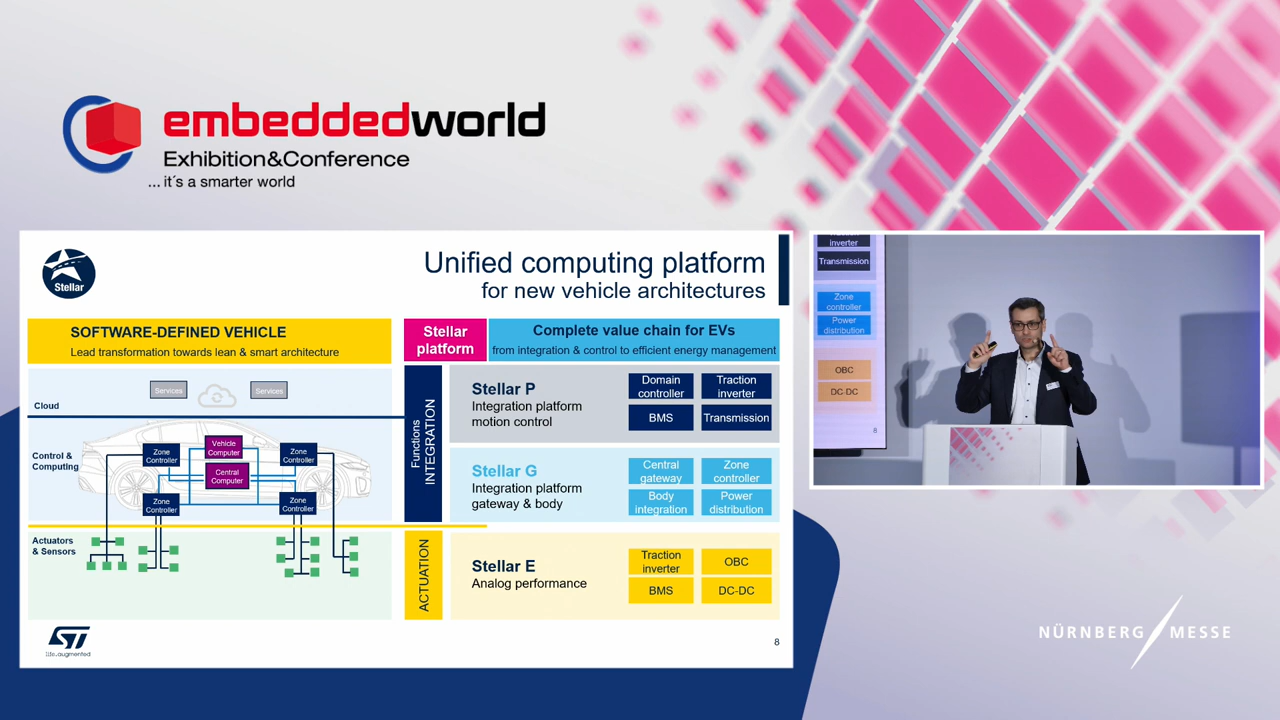 embeddedworld
Exhibition&Conference
... it´s a smarter world
Stellar
Unified computing platform
for new vehicle architectures
SOFTWARE-DEFINED VEHICLE
Lead transformation towards lean & smart architecture
Stellar
platform
Complete value chain for EVs
from integration & control to efficient energy management
Services
Services
Cloud
Control &
Computing
Zone
Controller
Vehicle
Computer
Zone
Controller
Central
Computer
Zone
Controller
Zone
Controller
Actuators
& Sensors
Functions
INTEGRATION
Stellar P
Integration platform
motion control
Domain
controller
Traction
inverter
BMS
Transmission
Stellar G
Integration platform
gateway & body
Central
gateway
Zone
controller
Body
integration
Power
distribution
ACTUATION
Stellar E
Analog performance
Traction
inverter
OBC
BMS
DC-DC
ST
life.augmented
8
inverter
Transmission
Zone
controller
Power
distribution
OBC
DC-DC
8
NÜRNBERG MESSE